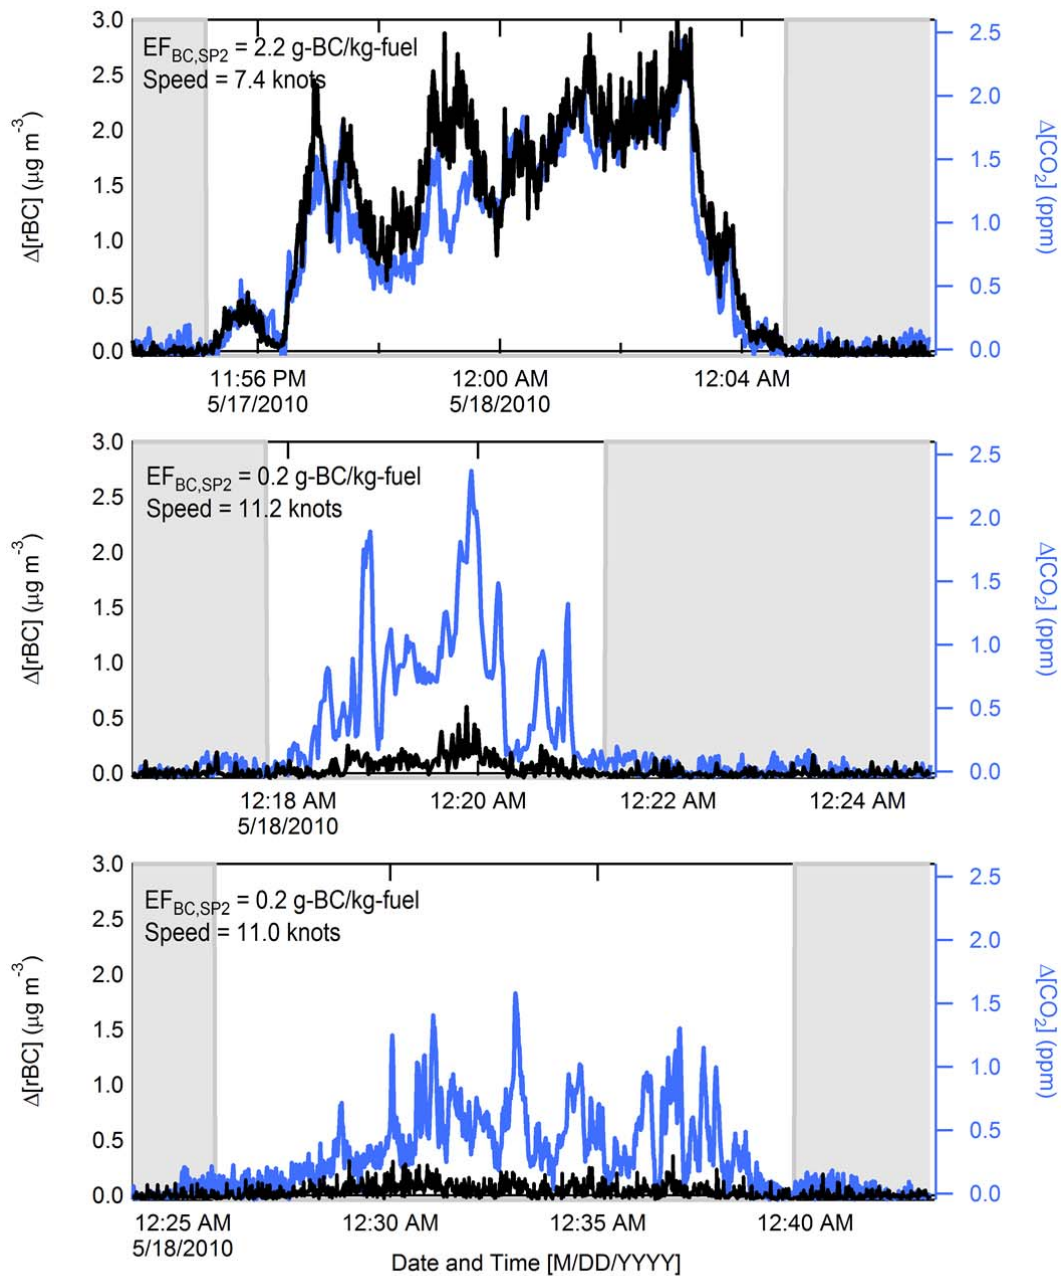 EF_BC,SP2 = 2.2 g-BC/kg-fuel
Speed = 7.4 knots
3.0
2.5
2.0
1.5
1.0
0.5
0.0
Δ[rBC] (μg m⁻³)
2.5
2.0
1.5
1.0
0.5
0.0
Δ[CO₂] (ppm)
11:56 PM 12:00 AM 12:04 AM
5/17/2010 5/18/2010
EF_BC,SP2 = 0.2 g-BC/kg-fuel
Speed = 11.2 knots
3.0
2.5
2.0
1.5
1.0
0.5
0.0
Δ[rBC] (μg m⁻³)
2.5
2.0
1.5
1.0
0.5
0.0
Δ[CO₂] (ppm)
12:18 AM 12:20 AM 12:22 AM 12:24 AM
5/18/2010
EF_BC,SP2 = 0.2 g-BC/kg-fuel
Speed = 11.0 knots
3.0
2.5
2.0
1.5
1.0
0.5
0.0
Δ[rBC] (μg m⁻³)
2.5
2.0
1.5
1.0
0.5
0.0
Δ[CO₂] (ppm)
12:25 AM 12:30 AM 12:35 AM 12:40 AM
5/18/2010
Date and Time [M/DD/YYYY]